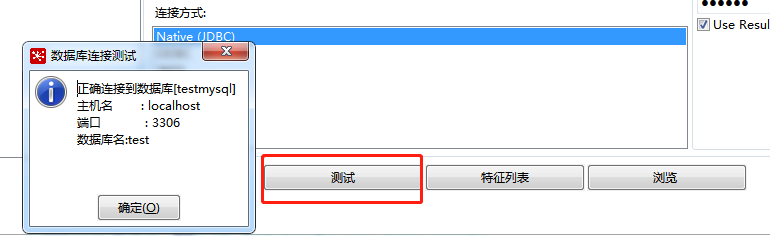 连接方式:
●●●●●●
Native (JDBC)
Use Resul
数据库连接测试
正确连接到数据库[testmysql]
主机名 : localhost
端口 : 3306
数据库名:test
确定(O)
测试
特征列表
浏览